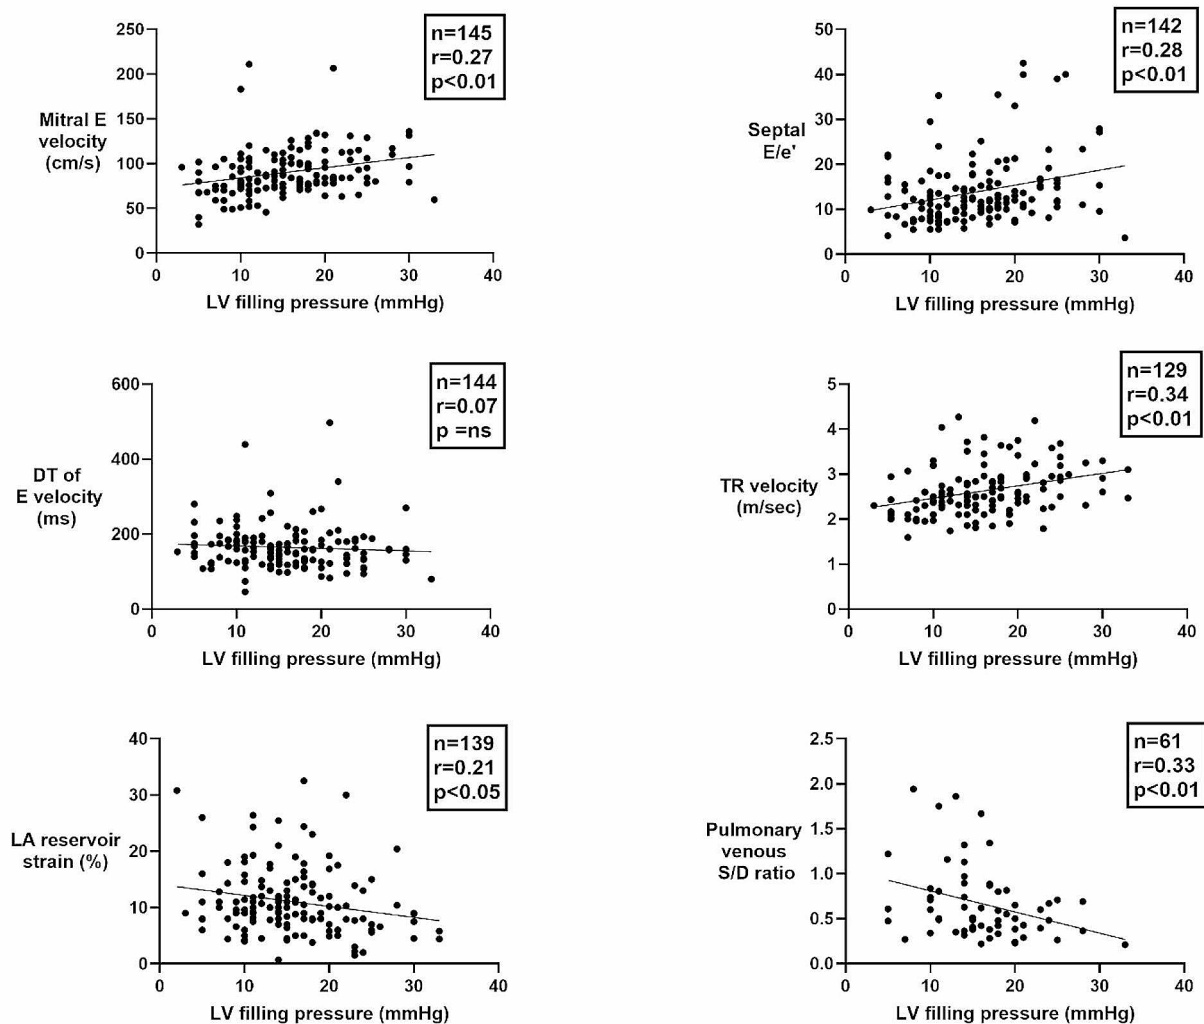 250
200
150
100
50
0
Mitral E
velocity
(cm/s)
n=145
r=0.27
p<0.01
0 10 20 30 40
LV filling pressure (mmHg)
50
40
30
20
10
0
Septal
E/e'
n=142
r=0.28
p<0.01
0 10 20 30 40
LV filling pressure (mmHg)
600
400
200
0
DT of
E velocity
(ms)
n=144
r=0.07
p =ns
0 10 20 30 40
LV filling pressure (mmHg)
5
4
3
2
1
0
TR velocity
(m/sec)
n=129
r=0.34
p<0.01
0 10 20 30 40
LV filling pressure (mmHg)
40
30
20
10
0
LA reservoir
strain (%)
n=139
r=0.21
p<0.05
0 10 20 30 40
LV filling pressure (mmHg)
2.5
2.0
1.5
1.0
0.5
0.0
Pulmonary
venous
S/D ratio
n=61
r=0.33
p<0.01
0 10 20 30 40
LV filling pressure (mmHg)